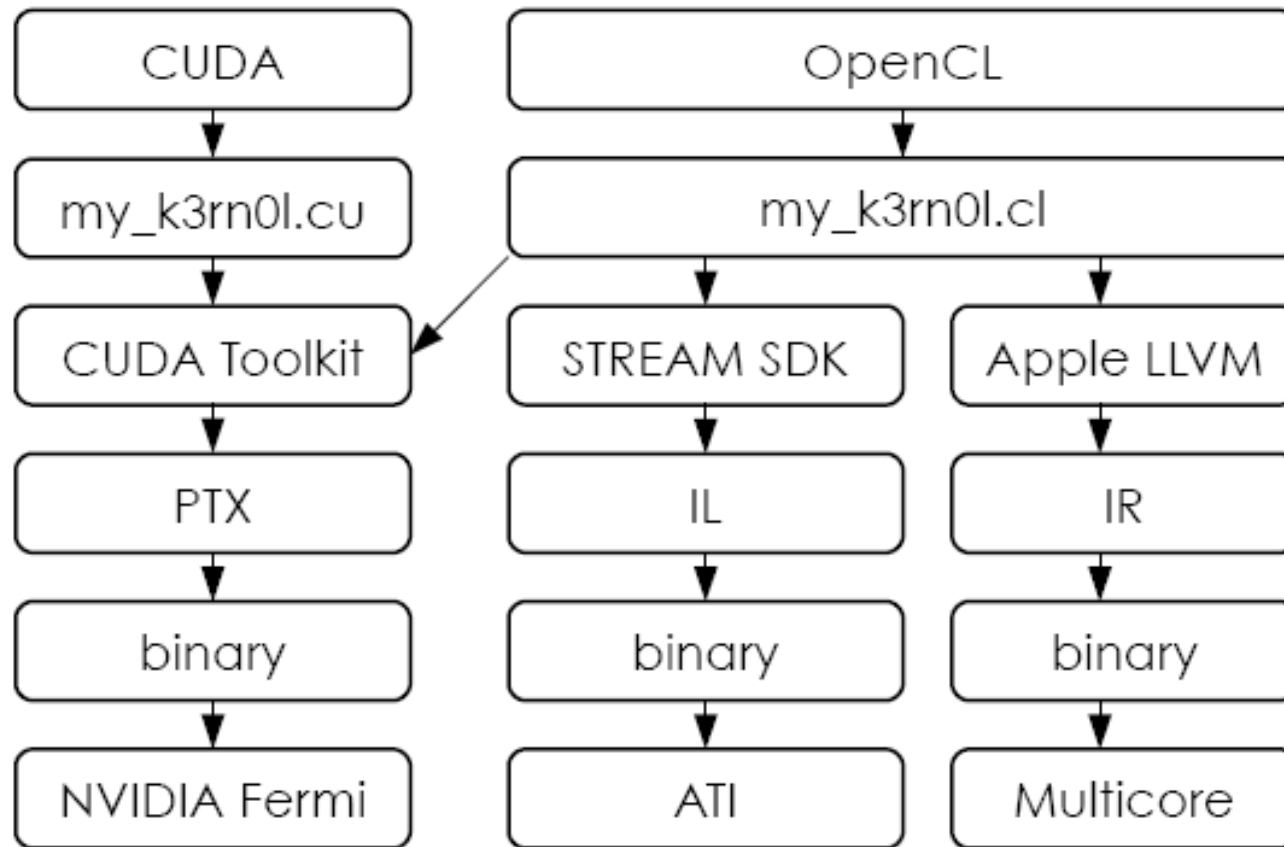 CUDA
OpenCL
my_k3rn0l.cu
my_k3rn0l.cl
CUDA Toolkit
STREAM SDK
Apple LLVM
PTX
IL
IR
binary
binary
binary
NVIDIA Fermi
ATI
Multicore